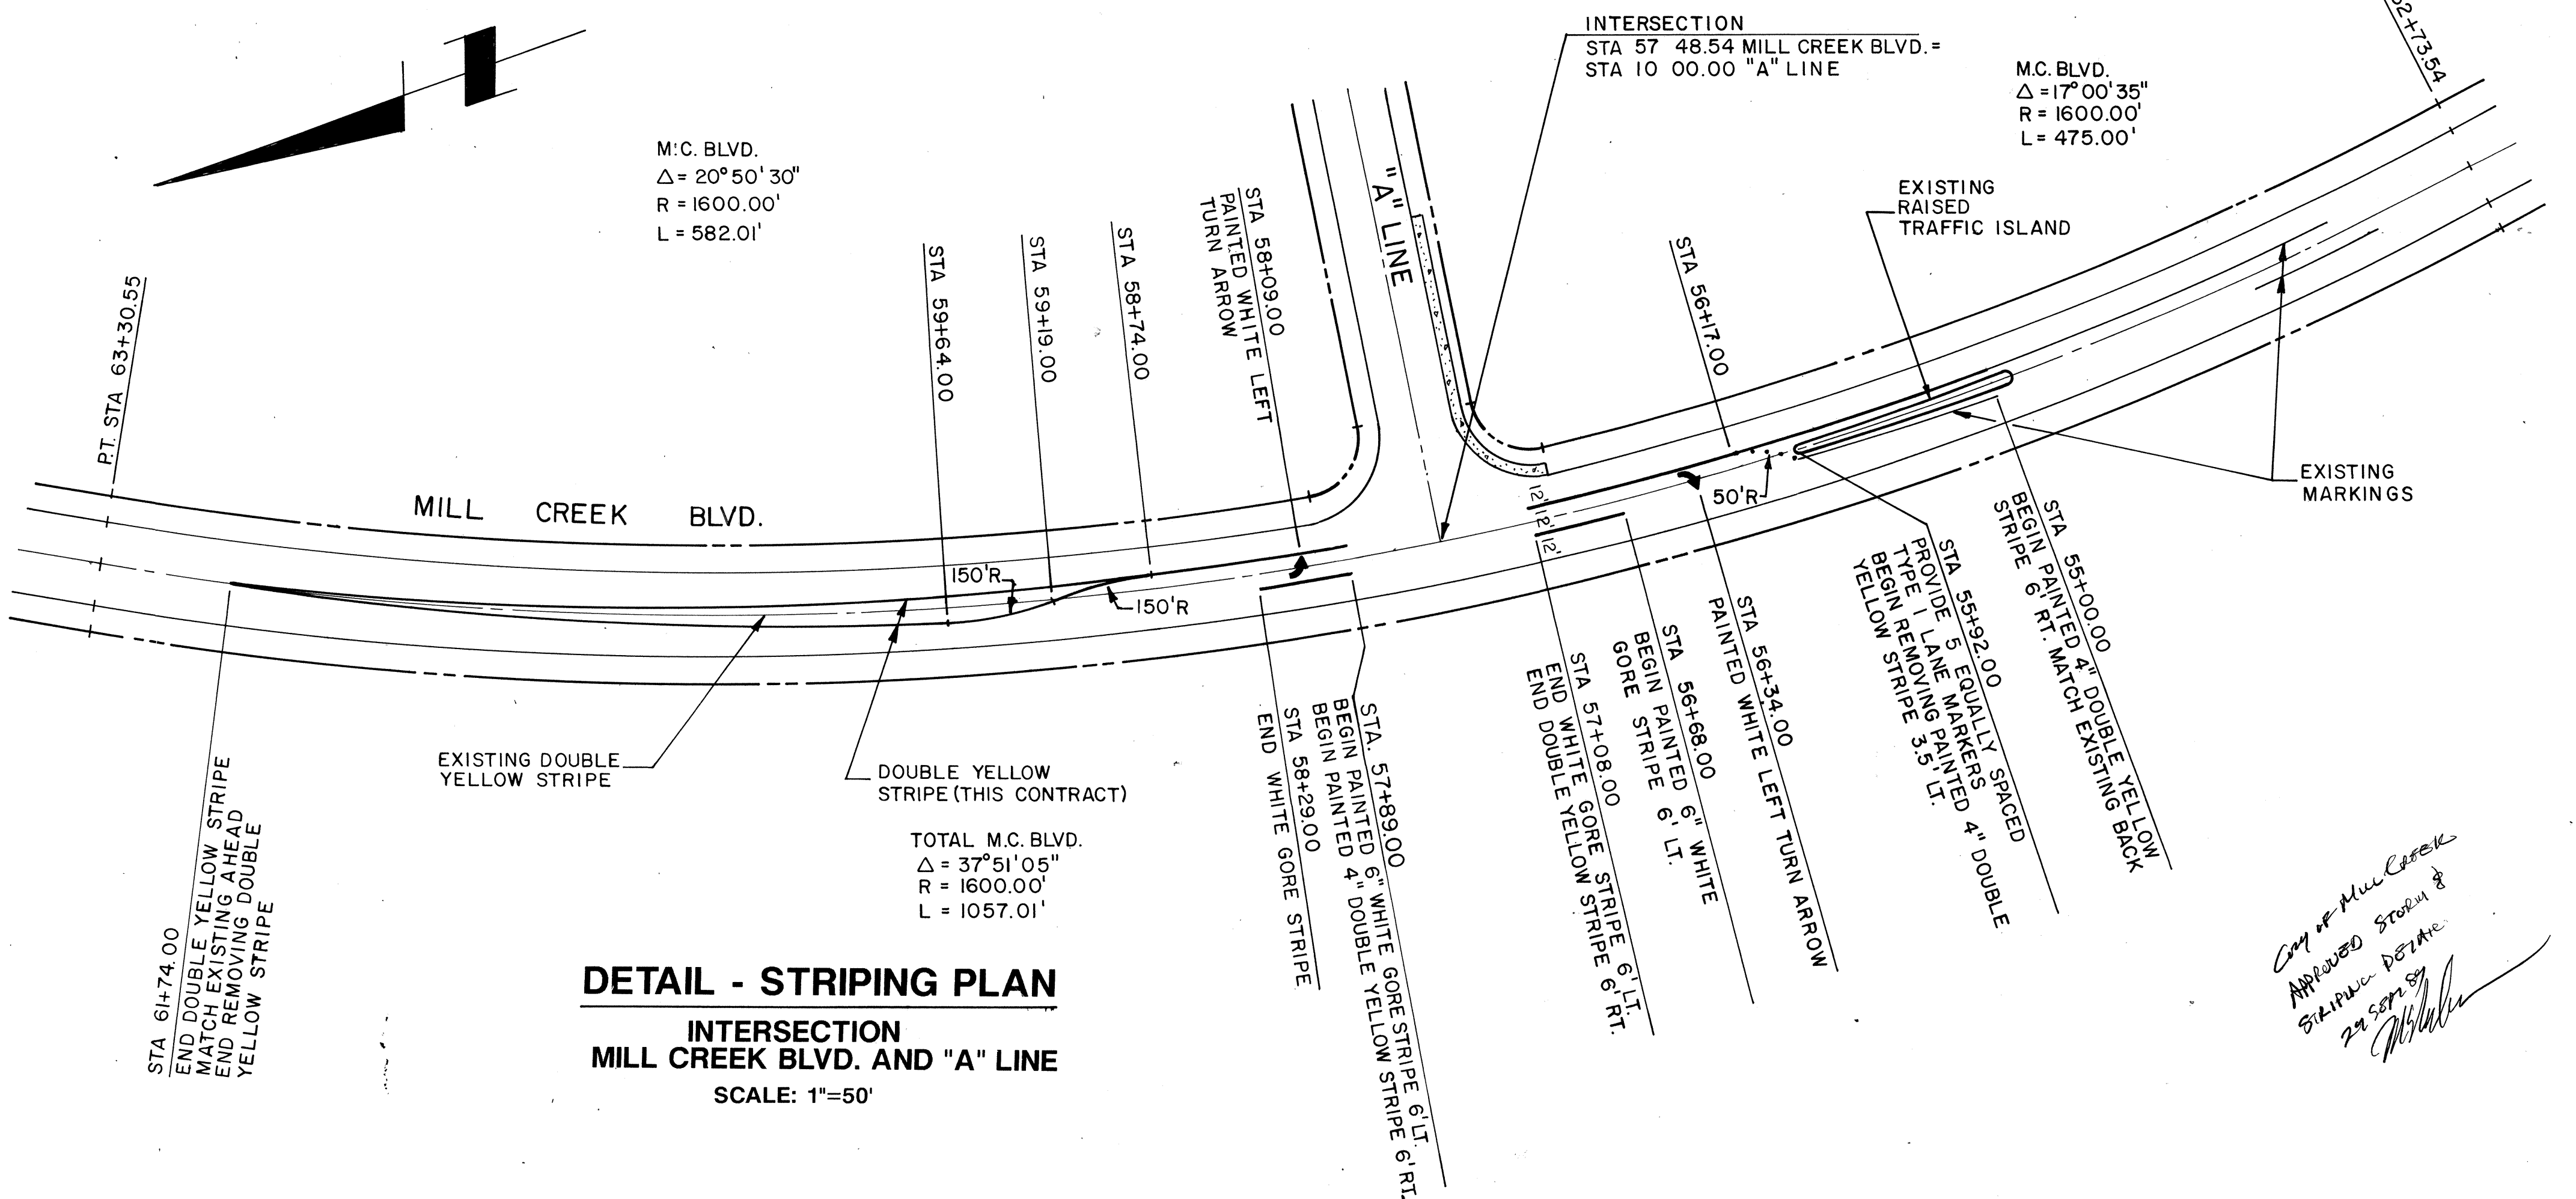 INTERSECTION
STA 57 48.54 MILL CREEK BLVD.=
STA 10 00.00 "A" LINE
M.C. BLVD.
Δ =17°00'35"
R = 1600.00'
L = 475.00'
2+73.54
M.C. BLVD.
Δ = 20°50'30"
R = 1600.00'
L = 582.01'
P.T. STA 63+30.55
STA 59+64.00
STA 59+19.00
STA 58+74.00
STA 58+09.00
PAINTED WHITE LEFT
TURN ARROW
"A" LINE
STA 56+17.00
EXISTING
RAISED
TRAFFIC ISLAND
EXISTING
MARKINGS
MILL CREEK BLVD.
150'R
150'R
50'R
12'
12'
12'
EXISTING DOUBLE
YELLOW STRIPE
DOUBLE YELLOW
STRIPE (THIS CONTRACT)
TOTAL M.C. BLVD.
Δ = 37°51'05"
R = 1600.00'
L = 1057.01'
STA 61+74.00
END DOUBLE YELLOW STRIPE
MATCH EXISTING AHEAD
END REMOVING DOUBLE
YELLOW STRIPE
STA 58+29.00
END WHITE GORE STRIPE
STA. 57+89.00
BEGIN PAINTED 6" WHITE GORE STRIPE 6'LT.
BEGIN PAINTED 4" DOUBLE YELLOW STRIPE 6'RT.
STA 57+08.00
END WHITE GORE STRIPE 6'LT.
END DOUBLE YELLOW STRIPE 6'RT.
STA 56+68.00
BEGIN PAINTED 6" WHITE
GORE STRIPE 6' LT.
STA 56+34.00
PAINTED WHITE LEFT TURN ARROW
STA 55+92.00
PROVIDE 5 EQUALLY SPACED
TYPE I LANE MARKERS
BEGIN REMOVING PAINTED 4" DOUBLE
YELLOW STRIPE 3.5' LT.
STA 55+00.00
BEGIN PAINTED 4" DOUBLE YELLOW
STRIPE 6' RT. MATCH EXISTING BACK
DETAIL - STRIPING PLAN
INTERSECTION
MILL CREEK BLVD. AND "A" LINE
SCALE: 1"=50'
City of Mill Creek
APPROVED STORM &
STRIPING DETAIL
29 SEPT 89